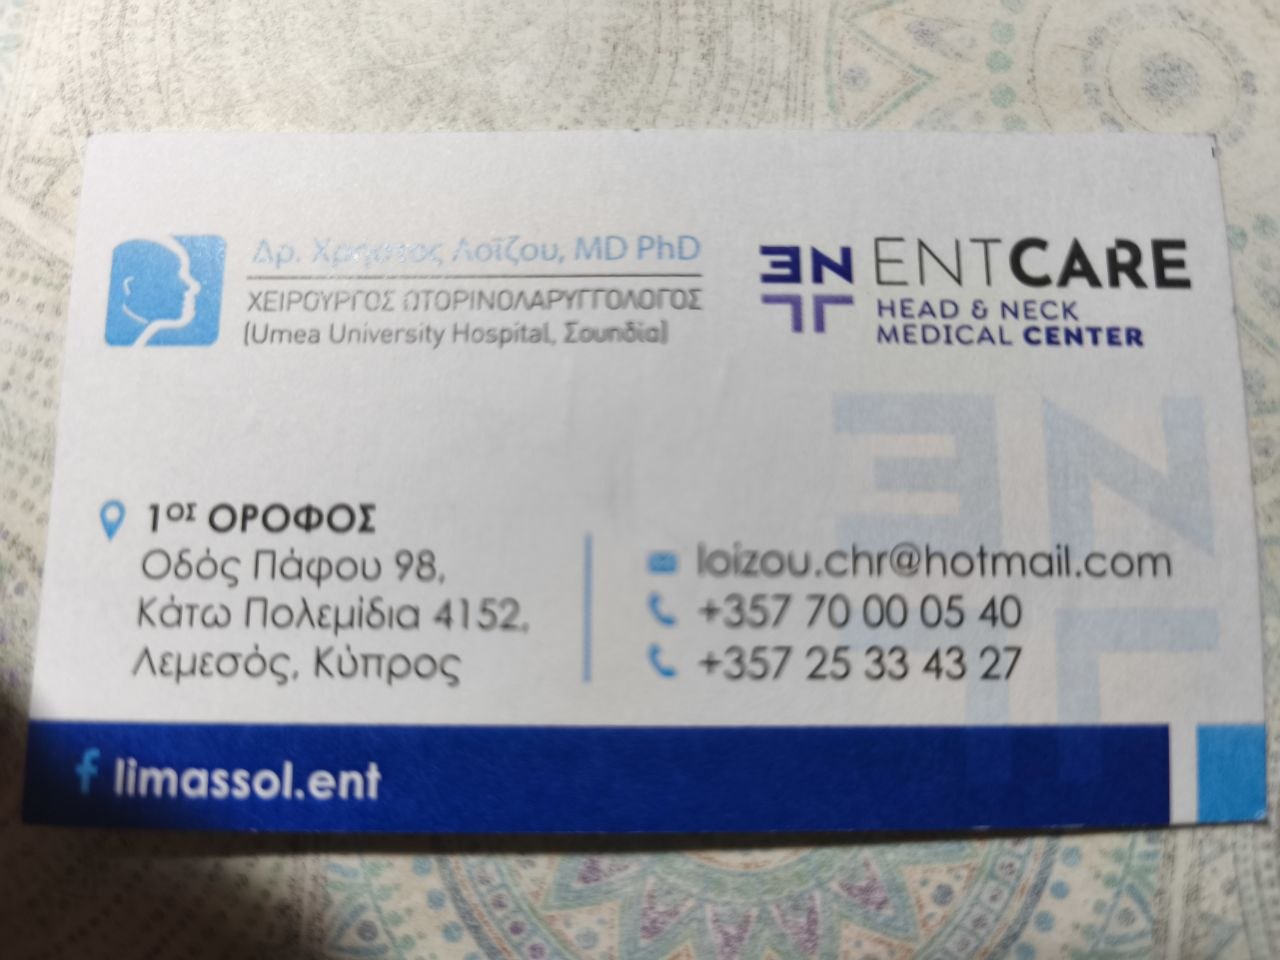 Δρ. Χρήστος Λοΐζου, MD PhD
ΧΕΙΡΟΥΡΓΟΣ ΩΤΟΡΙΝΟΛΑΡΥΓΓΟΛΟΓΟΣ
(Umea University Hospital, Σουηδία)
ENTCARE
HEAD & NECK
MEDICAL CENTER
1ΟΣ ΟΡΟΦΟΣ
Οδός Πάφου 98,
Κάτω Πολεμίδια 4152,
Λεμεσός, Κύπρος
loizou.chr@hotmail.com
+357 70 00 05 40
+357 25 33 43 27
limassol.ent